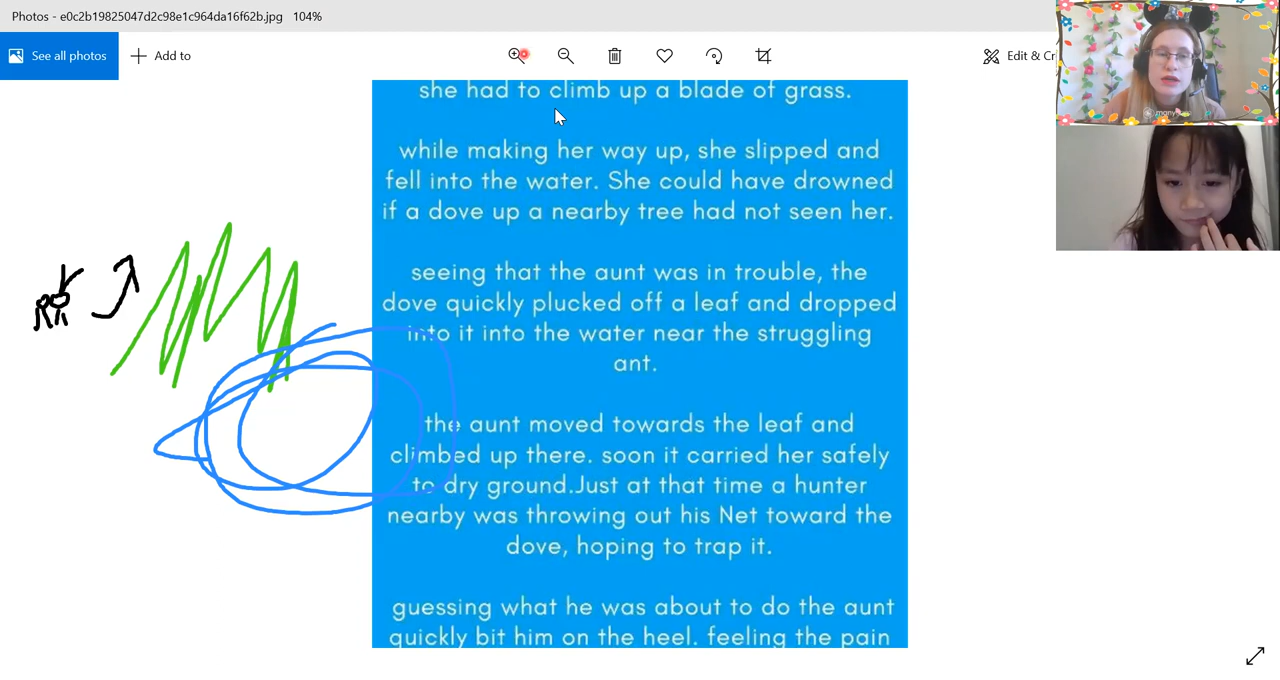 Photos - e0c2b19825047d2c98e1c964da16f62b.jpg 104%
See all photos
Add to
Edit & Cr
she had to climb up a blade of grass.
while making her way up, she slipped and
fell into the water. She could have drowned
if a dove up a nearby tree had not seen her.
seeing that the aunt was in trouble, the
dove quickly plucked off a leaf and dropped
into it into the water near the struggling
ant.
the aunt moved towards the leaf and
climbed up there. soon it carried her safely
to dry ground.Just at that time a hunter
nearby was throwing out his Net toward the
dove, hoping to trap it.
guessing what he was about to do the aunt
quickly bit him on the heel. feeling the pain